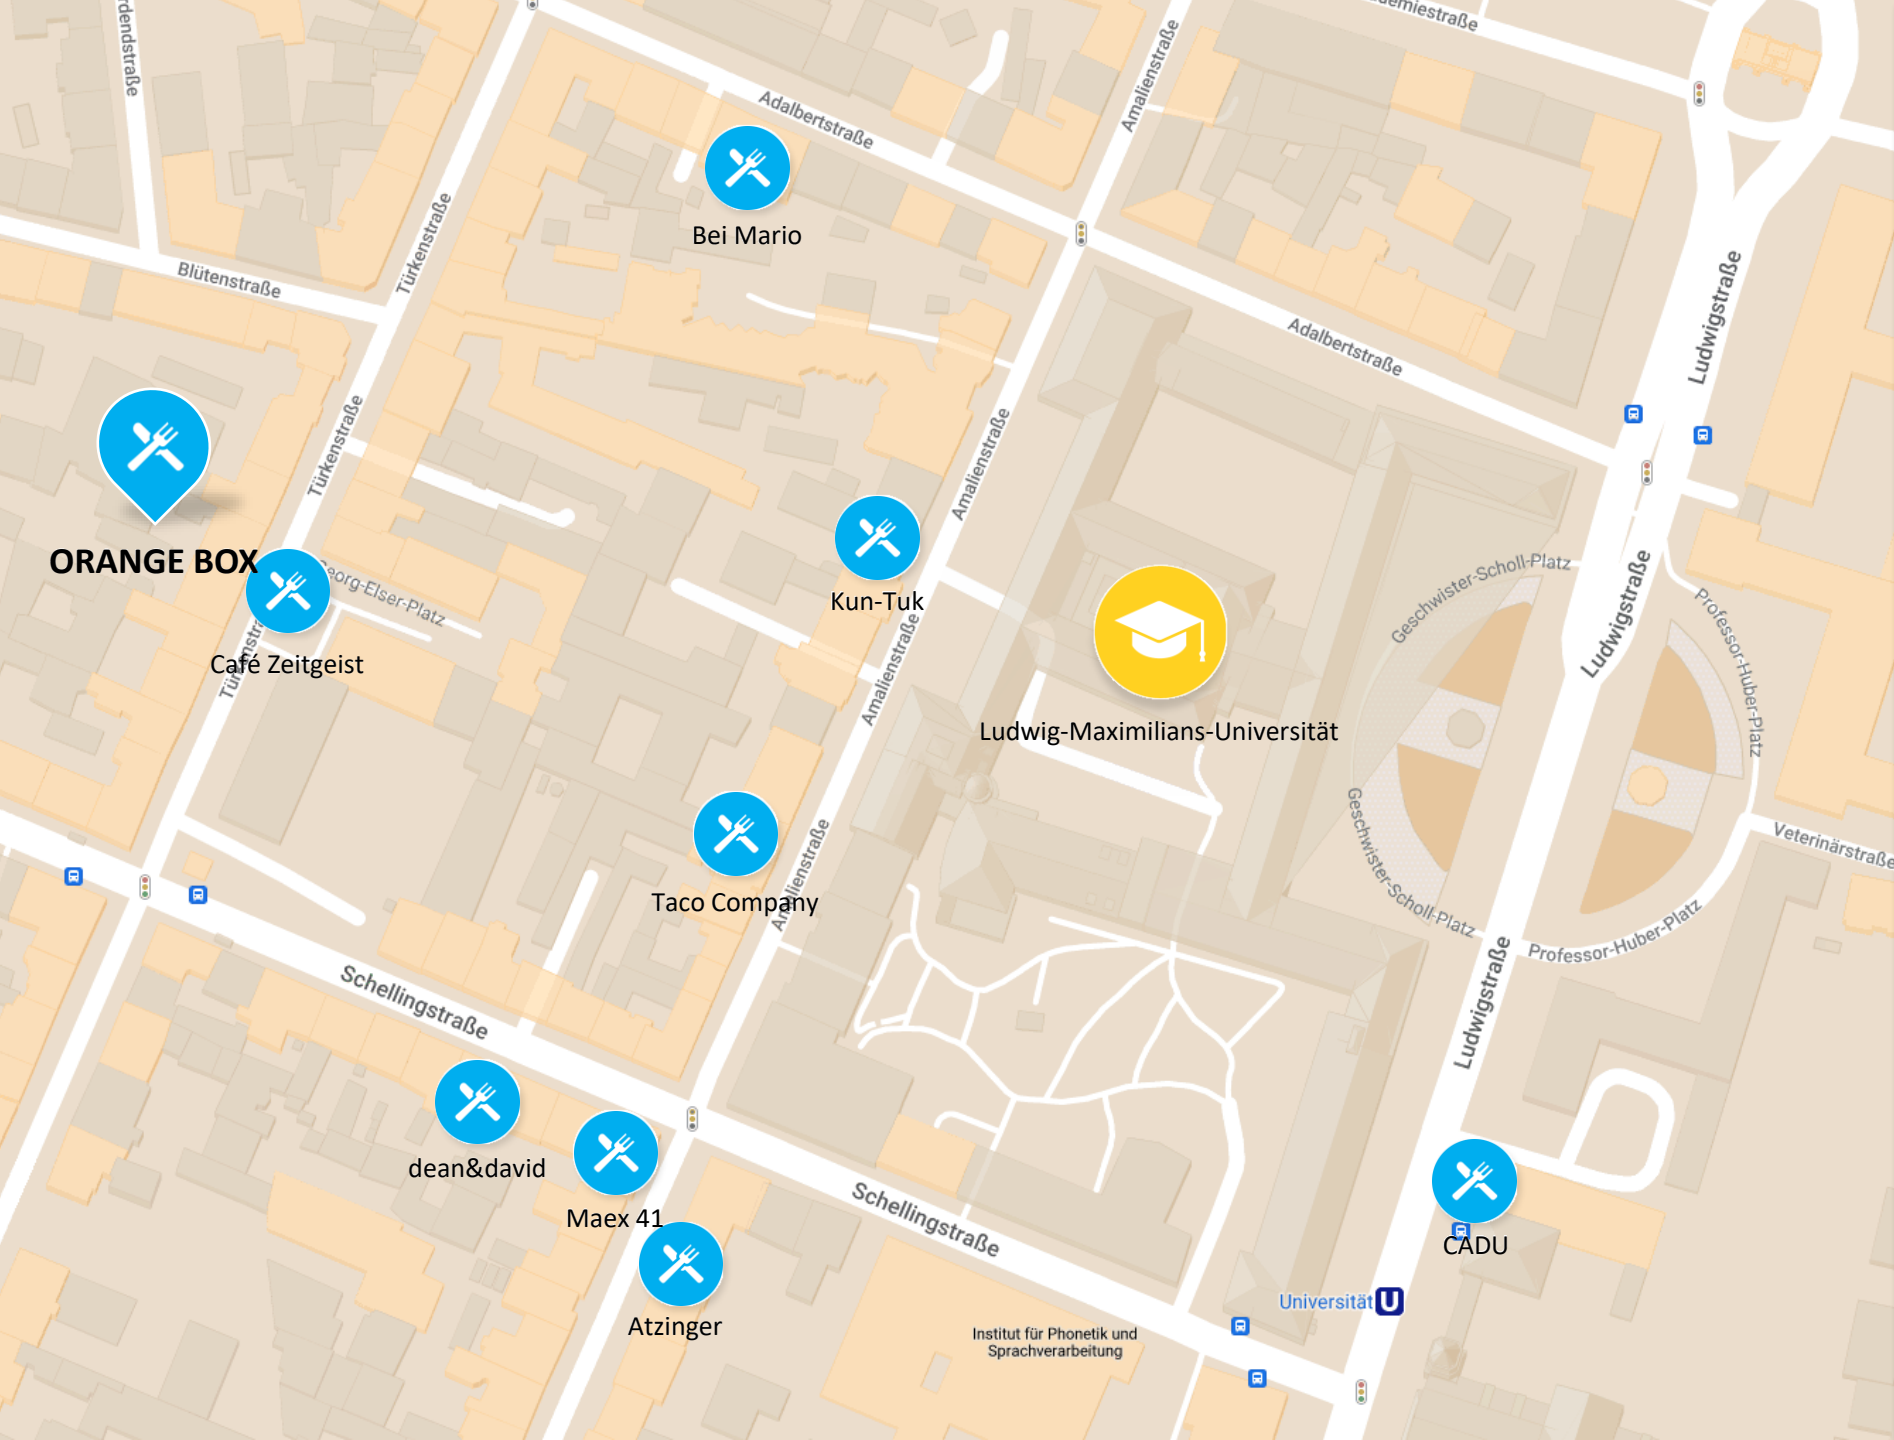 Adalbertstraße
Amalienstraße
Türkenstraße
Bei Mario
Blütenstraße
Ludwigstraße
Adalbertstraße
Türkenstraße
Amalienstraße
ORANGE BOX
Georg-Elser-Platz
Kun-Tuk
Geschwister-Scholl-Platz
Ludwigstraße
Professor-Huber-Platz
Café Zeitgeist
Amalienstraße
Ludwig-Maximilians-Universität
Geschwister-Scholl-Platz
Veterinärstraße
Taco Company
Amalienstraße
Professor-Huber-Platz
Schellingstraße
Ludwigstraße
dean&david
Maex 41
Schellingstraße
CADU
Atzinger
Universität U
Institut für Phonetik und
Sprachverarbeitung